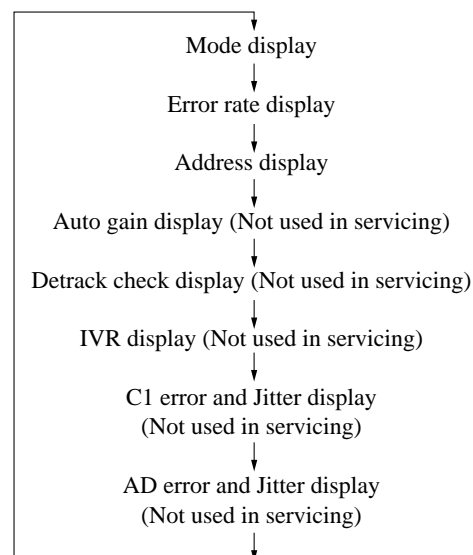 Mode display
Error rate display
Address display
Auto gain display (Not used in servicing)
Detrack check display (Not used in servicing)
IVR display (Not used in servicing)
C1 error and Jitter display
(Not used in servicing)
AD error and Jitter display
(Not used in servicing)